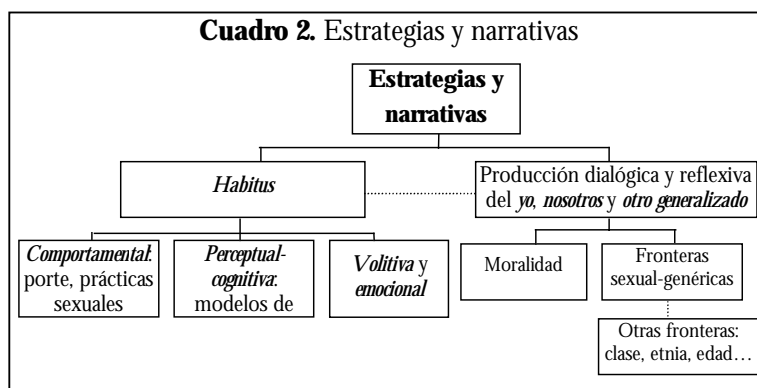 Cuadro 2. Estrategias y narrativas
Estrategias y
narrativas
Habitus
Producción dialógica y reflexiva
del yo, nosotros y otro generalizado
Comportamental:
porte, prácticas
sexuales
Perceptual-
cognitiva:
modelos de
Volitiva y
emocional
Moralidad
Fronteras
sexual-genéricas
Otras fronteras:
clase, etnia, edad…